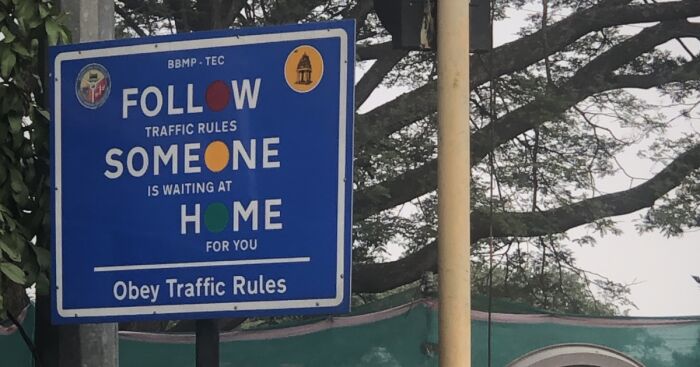 BBMP - TEC
FOLLOW
TRAFFIC RULES
SOMEONE
IS WAITING AT
HOME
FOR YOU
Obey Traffic Rules